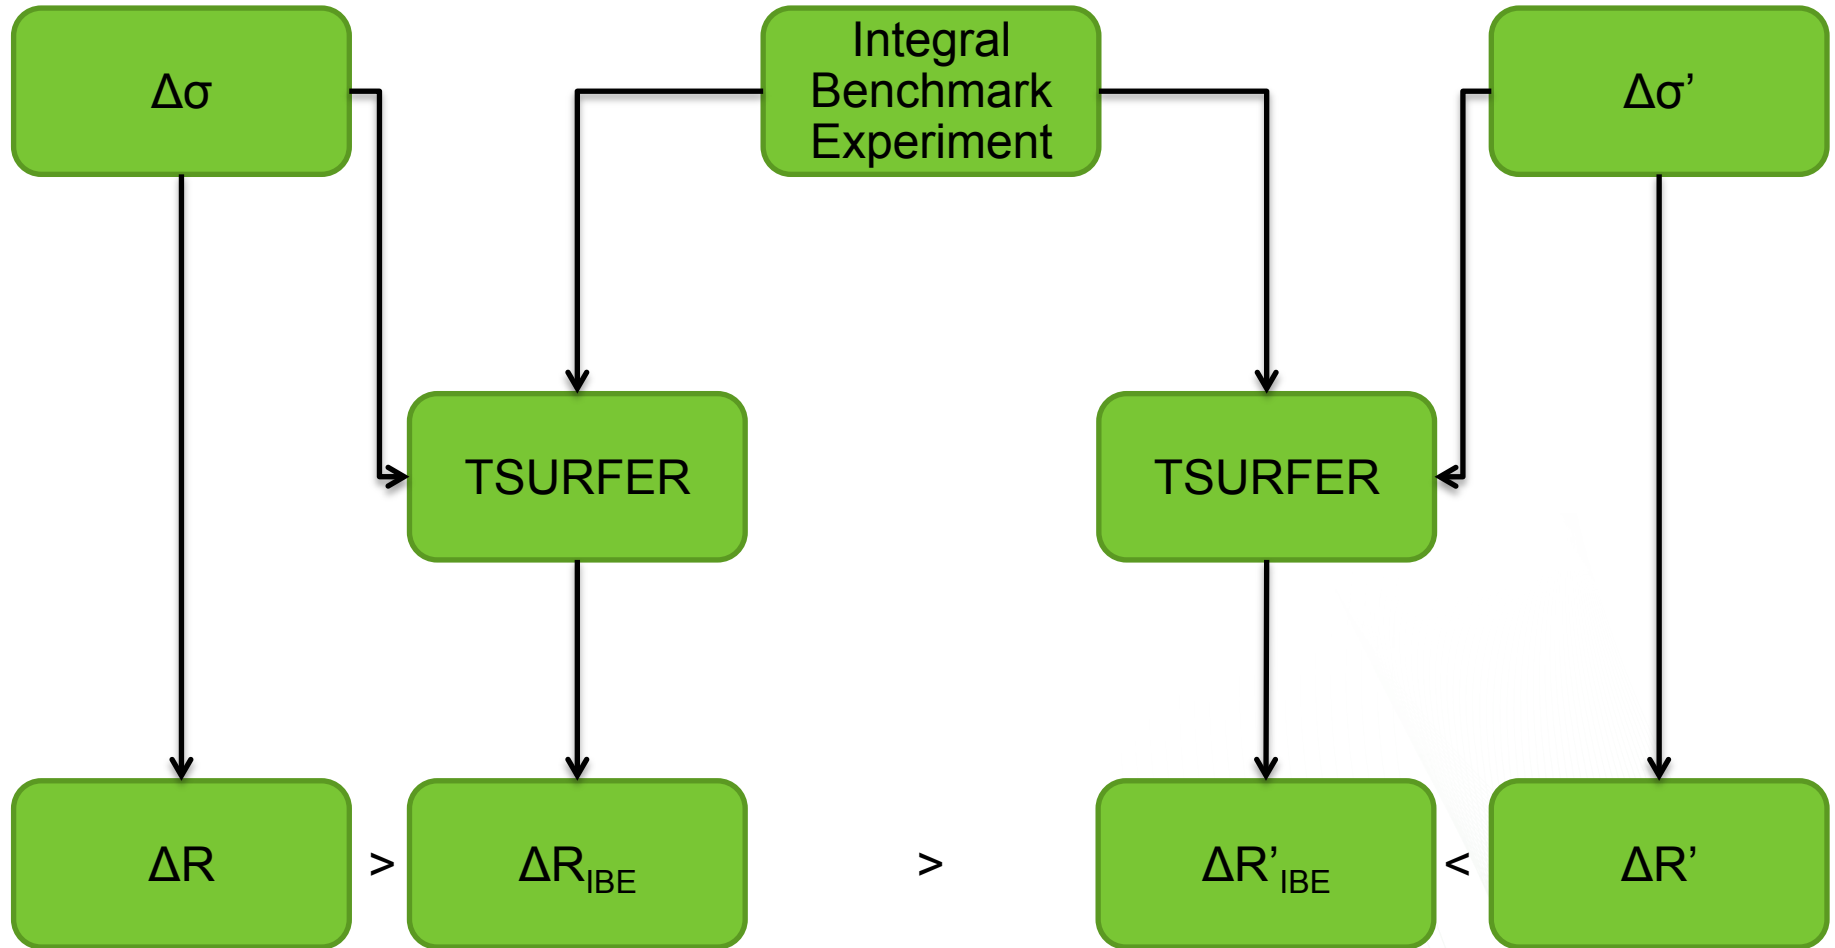 Δσ
Integral
Benchmark
Experiment
Δσ’
TSURFER
TSURFER
ΔR
>
ΔR_IBE
>
ΔR’_IBE
<
ΔR’